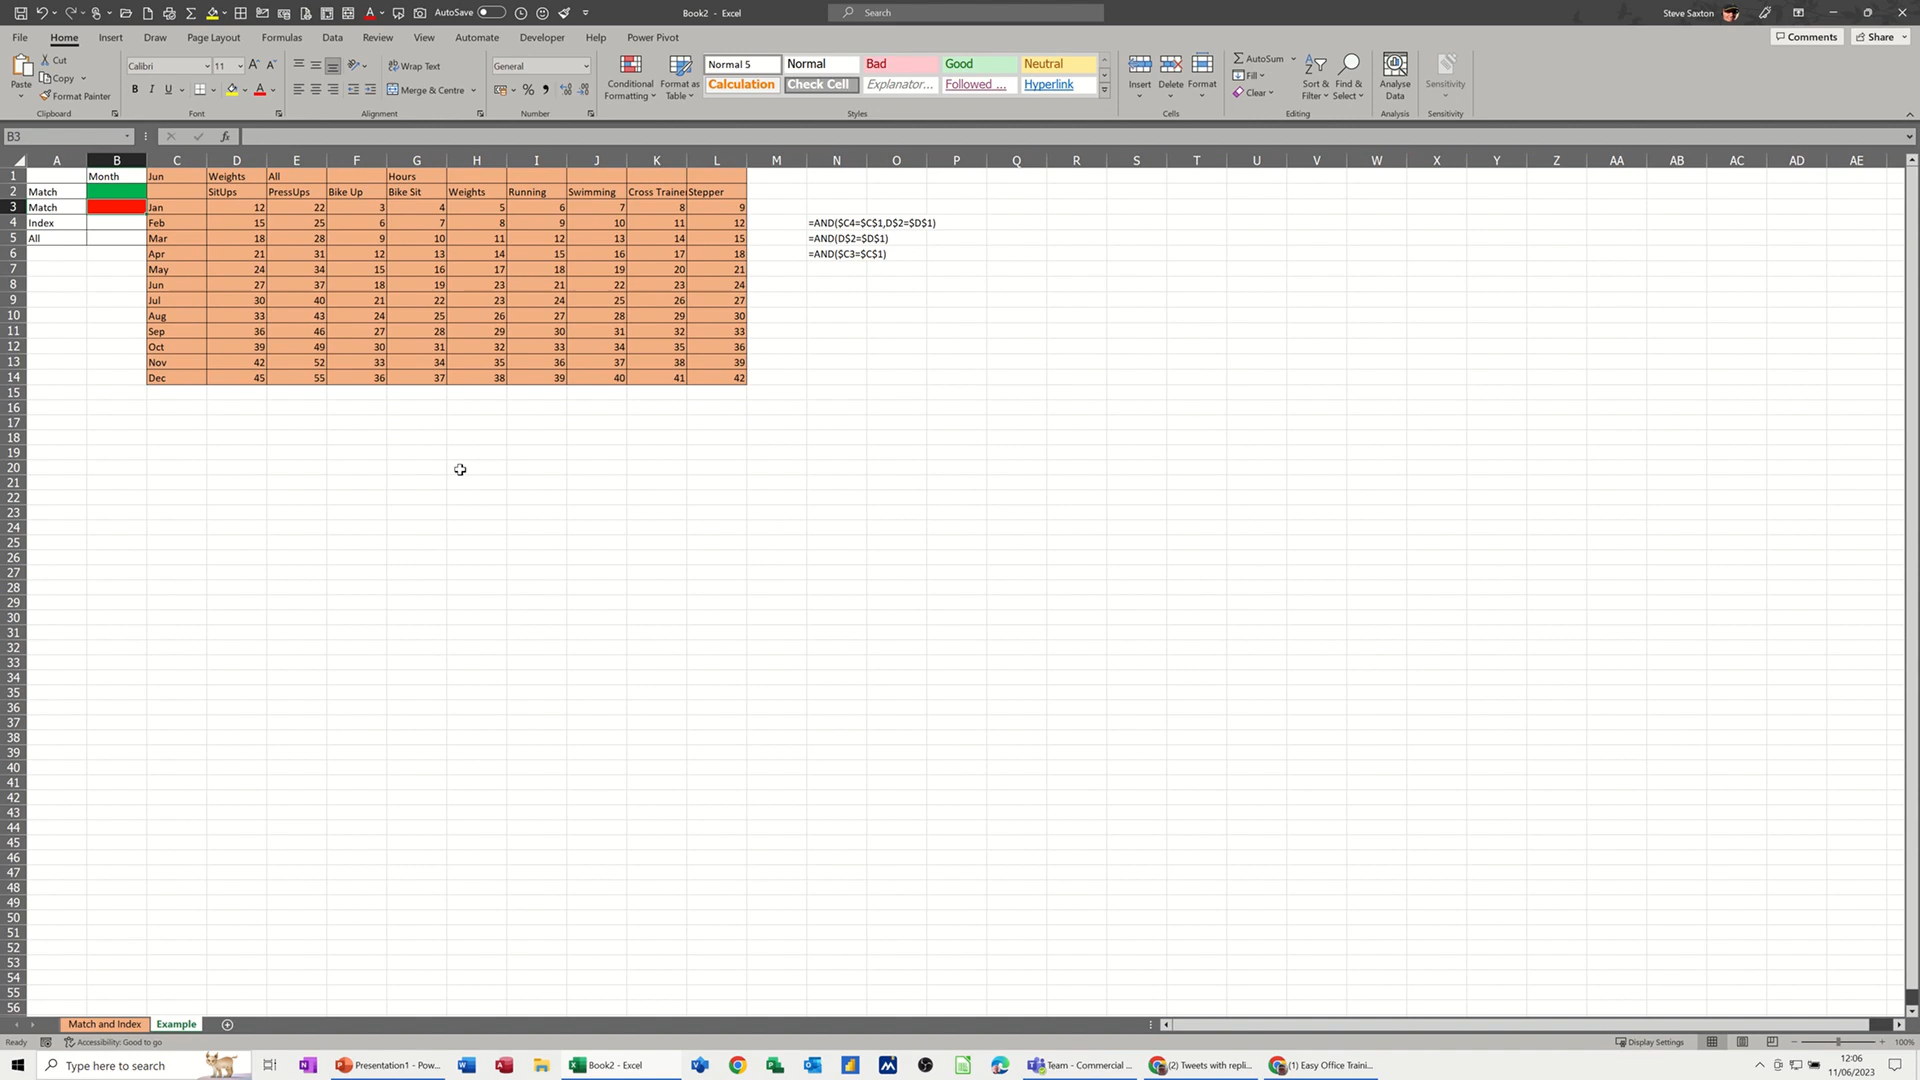 AutoSave
Book2 - Excel
Search
Steve Saxton
File Home Insert Draw Page Layout Formulas Data Review View Automate Developer Help Power Pivot
Comments Share
Paste
Cut
Copy
Format Painter
Clipboard
Calibri 11
B I U
Font
Wrap Text
Merge & Centre
Alignment
General
Number
Conditional Formatting
Format as Table
Normal 5 Normal Bad Good Neutral
Calculation Check Cell Explanator... Followed ... Hyperlink
Styles
Insert Delete Format
Cells
AutoSum
Fill
Clear
Sort & Filter
Find & Select
Editing
Analyse Data
Analysis
Sensitivity
Sensitivity
B3 fx
A B C D E F G H I J K L M N O P Q R S T U V W X Y Z AA AB AC AD AE
1 Month Jun Weights All Hours
2 Match SitUps PressUps Bike Up Bike Sit Weights Running Swimming Cross Traine Stepper
3 Match Jan 12 22 3 4 5 6 7 8 9
4 Index Feb 15 25 6 7 8 9 10 11 12 =AND($C4=$C$1,D$2=$D$1)
5 All Mar 18 28 9 10 11 12 13 14 15 =AND(D$2=$D$1)
6 Apr 21 31 12 13 14 15 16 17 18 =AND($C3=$C$1)
7 May 24 34 15 16 17 18 19 20 21
8 Jun 27 37 18 19 23 21 22 23 24
9 Jul 30 40 21 22 23 24 25 26 27
10 Aug 33 43 24 25 26 27 28 29 30
11 Sep 36 46 27 28 29 30 31 32 33
12 Oct 39 49 30 31 32 33 34 35 36
13 Nov 42 52 33 34 35 36 37 38 39
14 Dec 45 55 36 37 38 39 40 41 42
15
16
17
18
19
20
21
22
23
24
25
26
27
28
29
30
31
32
33
34
35
36
37
38
39
40
41
42
43
44
45
46
47
48
49
50
51
52
53
54
55
56
Match and Index Example
Ready Accessibility: Good to go Display Settings 100%
Type here to search
Presentation1 - Pow...
Book2 - Excel
Team - Commercial ...
(2) Tweets with repli...
(1) Easy Office Traini...
12:06
11/06/2023